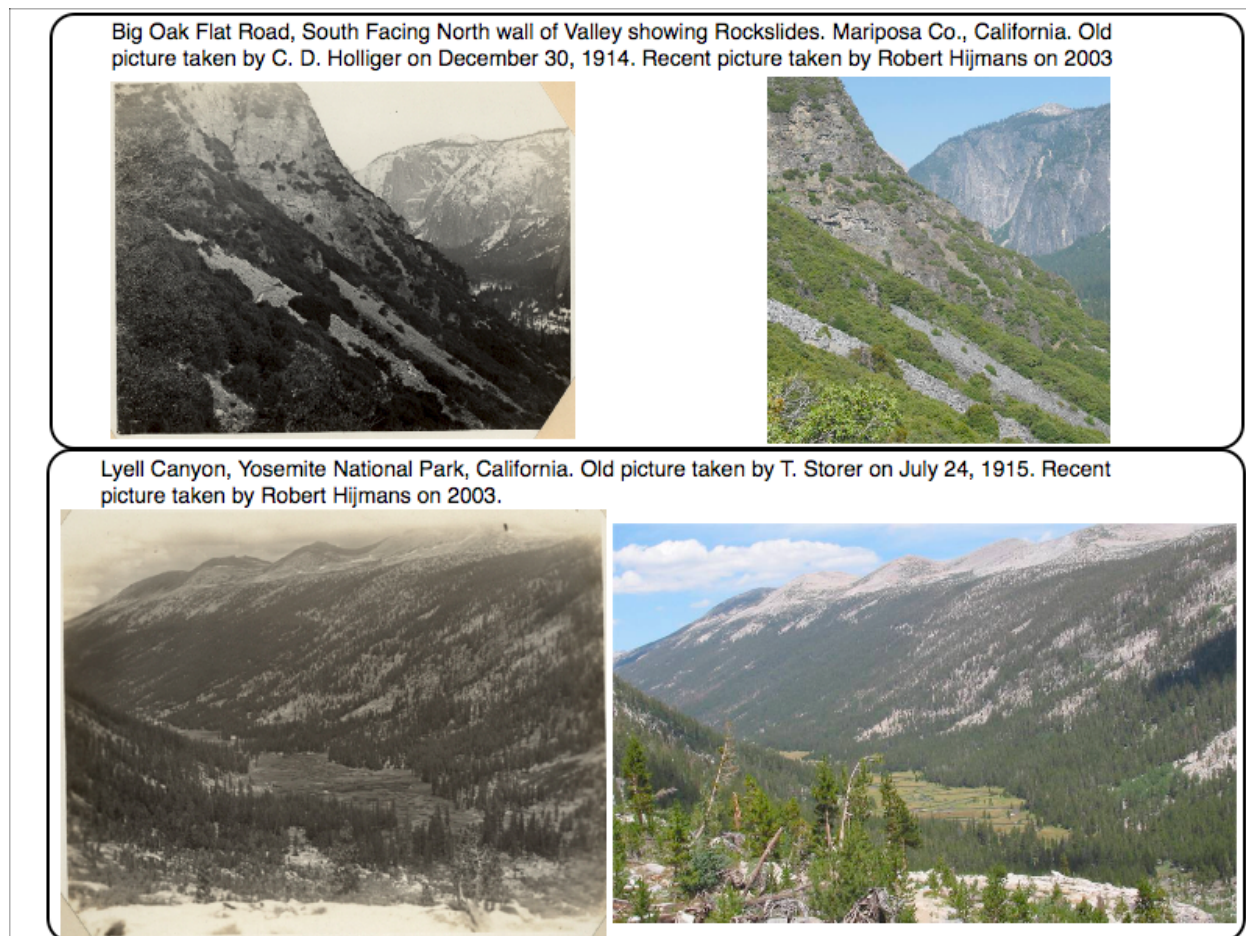 Big Oak Flat Road, South Facing North wall of Valley showing Rockslides. Mariposa Co., California. Old
picture taken by C. D. Holliger on December 30, 1914. Recent picture taken by Robert Hijmans on 2003
Lyell Canyon, Yosemite National Park, California. Old picture taken by T. Storer on July 24, 1915. Recent
picture taken by Robert Hijmans on 2003.